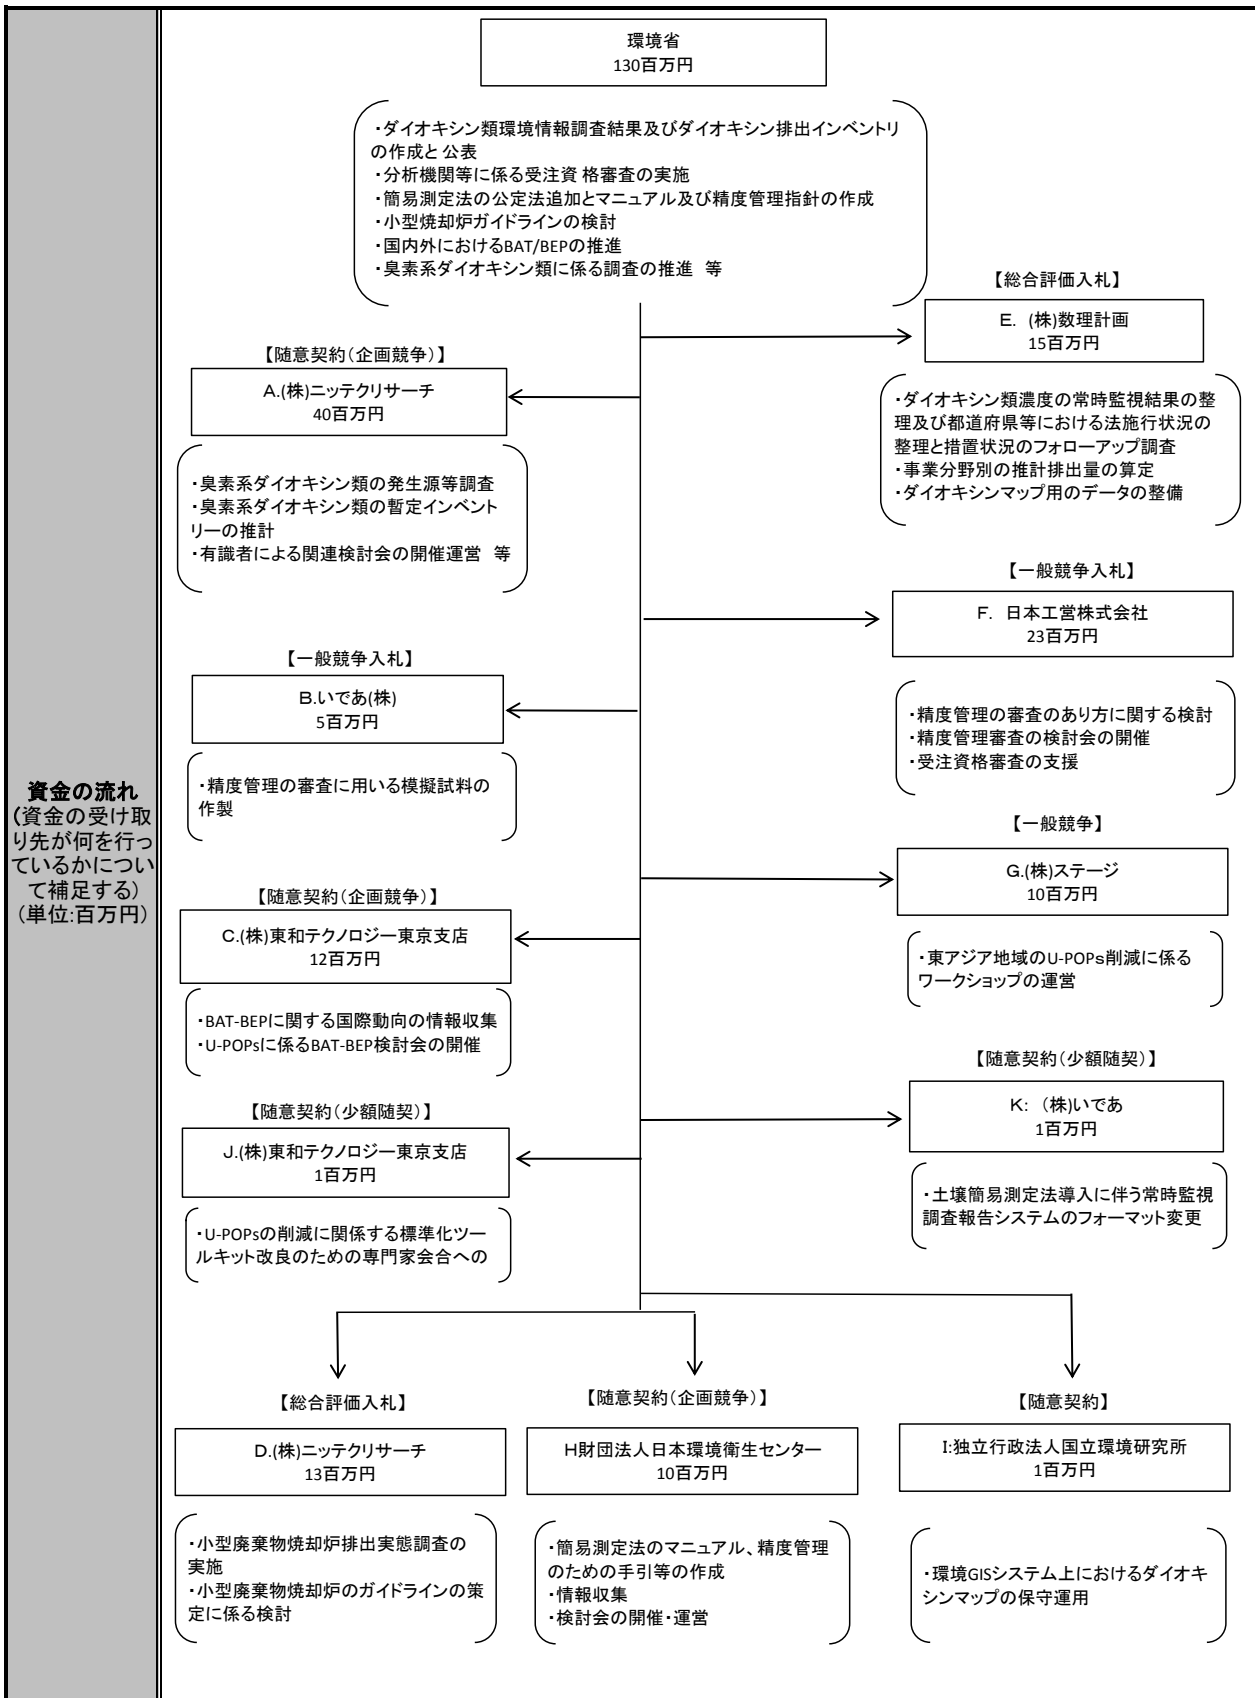 資金の流れ
(資金の受け取
り先が何を行っ
ているかについ
て補足する)
(単位:百万円)
環境省
130百万円
・ダイオキシン類環境情報調査結果及びダイオキシン排出インベントリ
の作成と 公表
・分析機関等に係る受注資 格審査の実施
・簡易測定法の公定法追加とマニュアル及び精度管理指針の作成
・小型焼却炉ガイドラインの検討
・国内外におけるBAT/BEPの推進
・臭素系ダイオキシン類に係る調査の推進 等
【随意契約(企画競争)】
A.(株)ニッテクリサーチ
40百万円
・臭素系ダイオキシン類の発生源等調査
・臭素系ダイオキシン類の暫定インベント
リーの推計
・有識者による関連検討会の開催運営 等
【総合評価入札】
E. (株)数理計画
15百万円
・ダイオキシン類濃度の常時監視結果の整
理及び都道府県等における法施行状況の
整理と措置状況のフォローアップ調査
・事業分野別の推計排出量の算定
・ダイオキシンマップ用のデータの整備
【一般競争入札】
B.いであ(株)
5百万円
・精度管理の審査に用いる模擬試料の
作製
【一般競争入札】
F. 日本工営株式会社
23百万円
・精度管理の審査のあり方に関する検討
・精度管理審査の検討会の開催
・受注資格審査の支援
【随意契約(企画競争)】
C.(株)東和テクノロジー東京支店
12百万円
・BAT-BEPに関する国際動向の情報収集
・U-POPsに係るBAT-BEP検討会の開催
【一般競争】
G.(株)ステージ
10百万円
・東アジア地域のU-POPs削減に係る
ワークショップの運営
【随意契約(少額随契)】
J.(株)東和テクノロジー東京支店
1百万円
・U-POPsの削減に関係する標準化ツー
ルキット改良のための専門家会合への
【随意契約(少額随契)】
K: (株)いであ
1百万円
・土壌簡易測定法導入に伴う常時監視
調査報告システムのフォーマット変更
【総合評価入札】
D.(株)ニッテクリサーチ
13百万円
・小型廃棄物焼却炉排出実態調査の
実施
・小型廃棄物焼却炉のガイドラインの策
定に係る検討
【随意契約(企画競争)】
H財団法人日本環境衛生センター
10百万円
・簡易測定法のマニュアル、精度管理
のための手引等の作成
・情報収集
・検討会の開催・運営
【随意契約】
I:独立行政法人国立環境研究所
1百万円
・環境GISシステム上におけるダイオキ
シンマップの保守運用